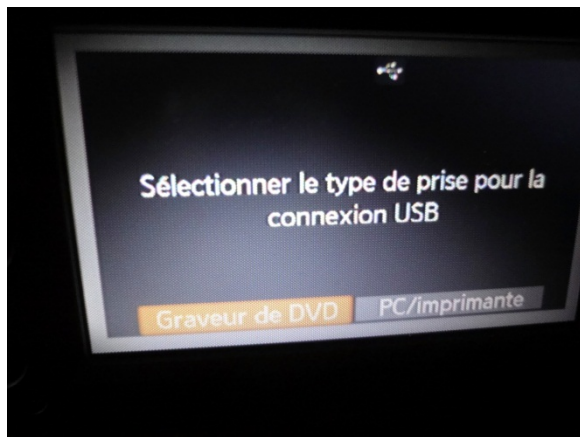 Sélectionner le type de prise pour la
connexion USB
Graveur de DVD PC/imprimante